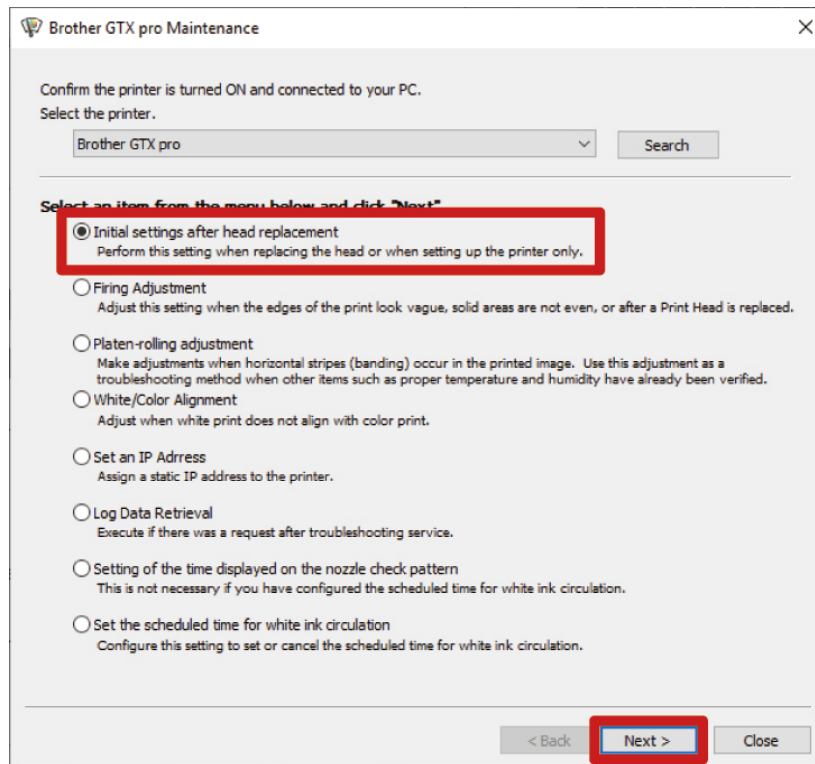 Brother GTX pro Maintenance
Confirm the printer is turned ON and connected to your PC.
Select the printer.
Brother GTX pro
Search
Select an item from the menu below and click "Next"
Initial settings after head replacement
Perform this setting when replacing the head or when setting up the printer only.
Firing Adjustment
Adjust this setting when the edges of the print look vague, solid areas are not even, or after a Print Head is replaced.
Platen-rolling adjustment
Make adjustments when horizontal stripes (banding) occur in the printed image.  Use this adjustment as a
troubleshooting method when other items such as proper temperature and humidity have already been verified.
White/Color Alignment
Adjust when white print does not align with color print.
Set an IP Adrress
Assign a static IP address to the printer.
Log Data Retrieval
Execute if there was a request after troubleshooting service.
Setting of the time displayed on the nozzle check pattern
This is not necessary if you have configured the scheduled time for white ink circulation.
Set the scheduled time for white ink circulation
Configure this setting to set or cancel the scheduled time for white ink circulation.
< Back
Next >
Close